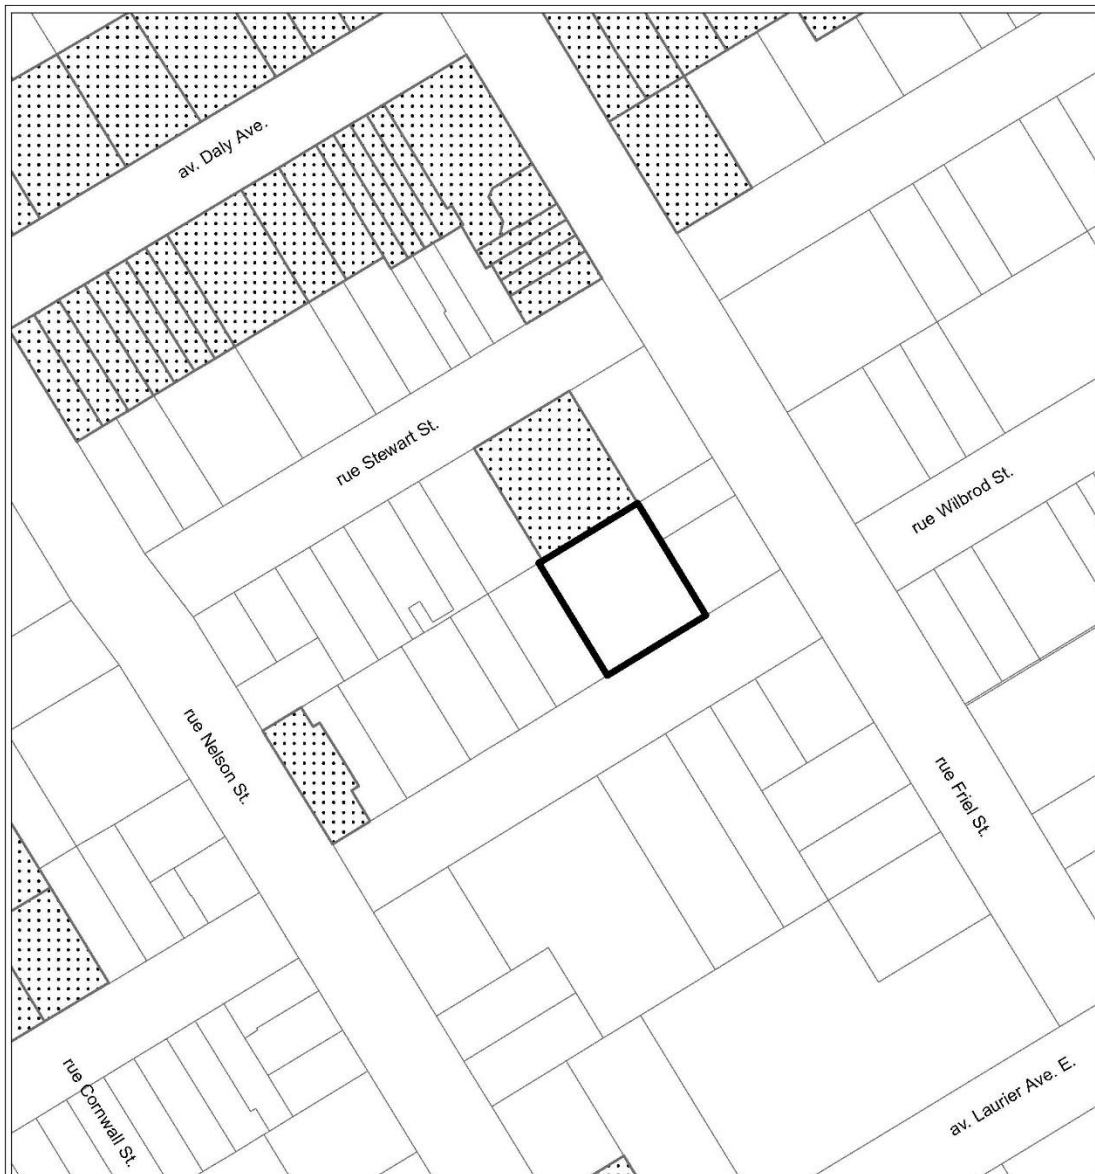 av. Daly Ave.
rue Stewart St.
rue Wilbrod St.
rue Nelson St.
rue Friel St.
rue Cornwall St.
av. Laurier Ave. E.